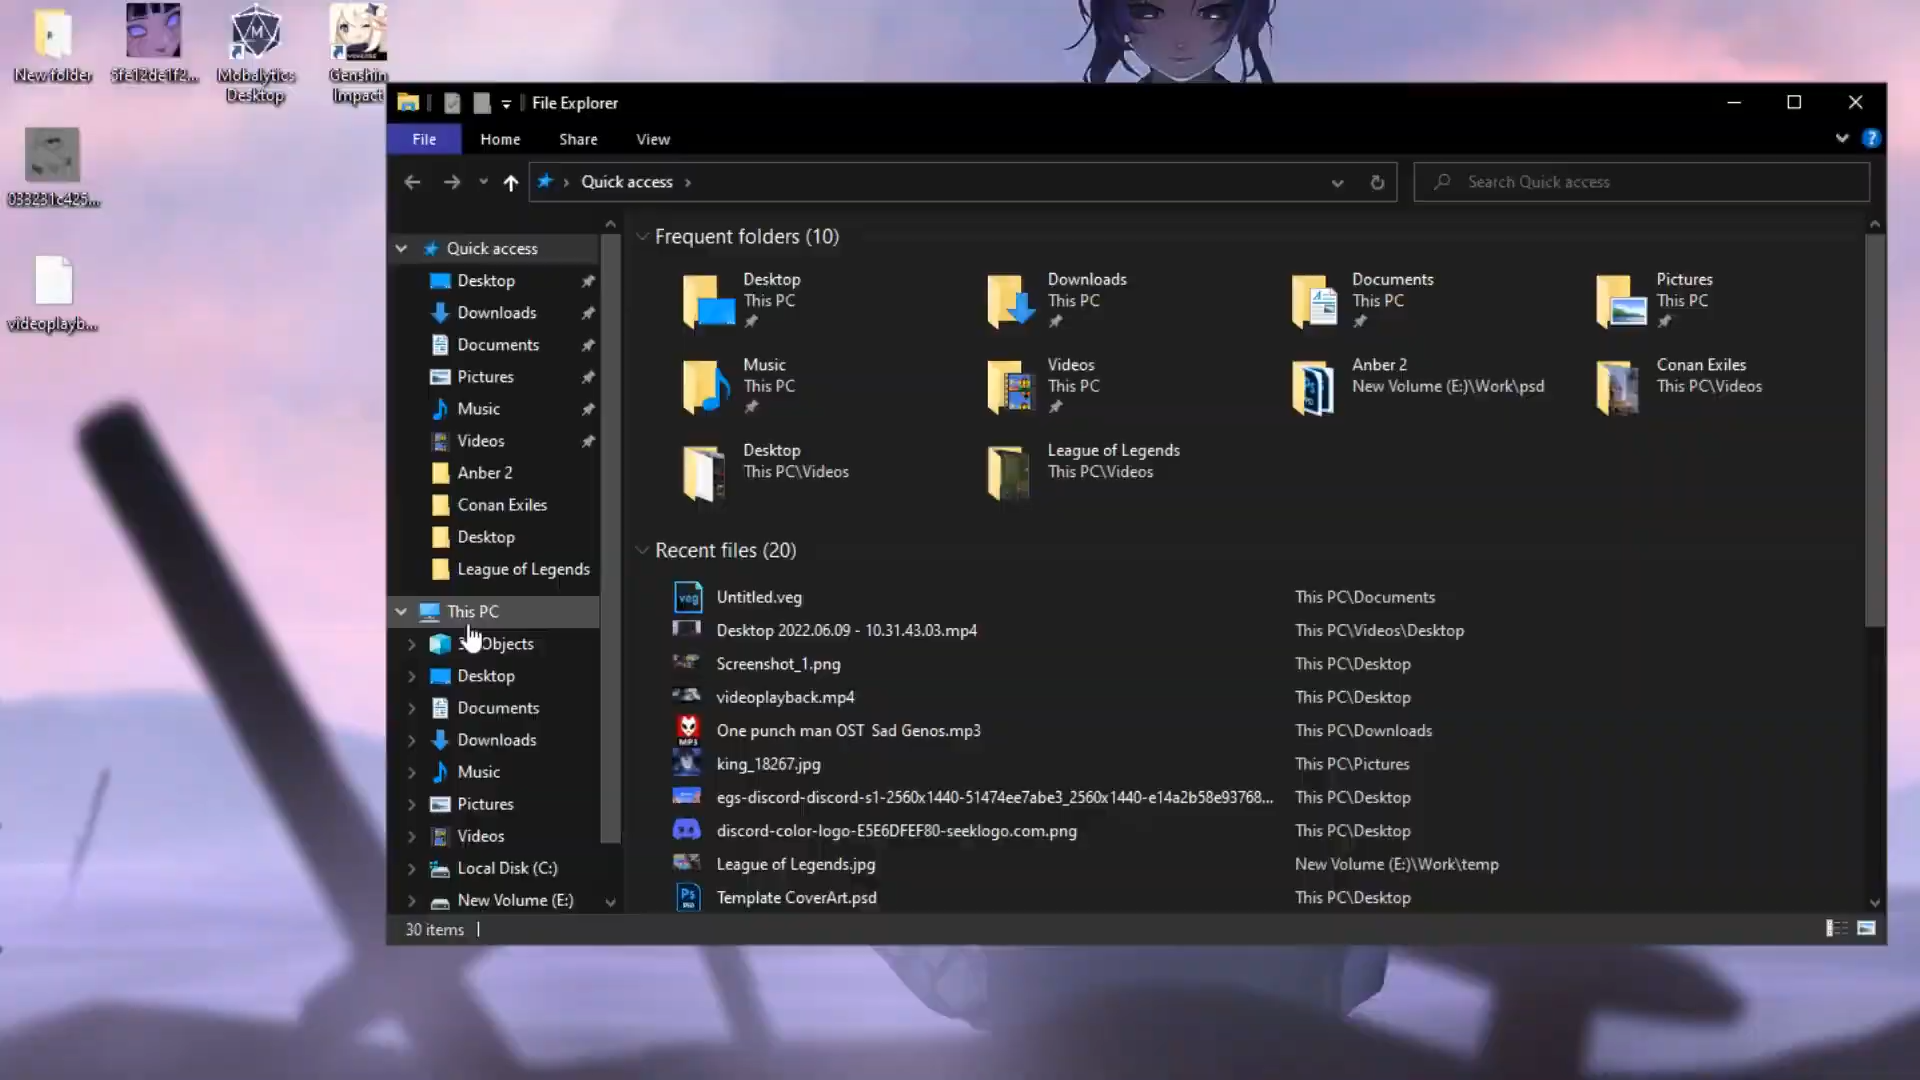 New folder
5fe12de1f2...
Mobalytics
Desktop
Genshin
Impact
033231c425...
videoplayb...
File Explorer
File
Home
Share
View
Quick access
Search Quick access
Quick access
Desktop
Downloads
Documents
Pictures
Music
Videos
Anber 2
Conan Exiles
Desktop
League of Legends
This PC
Objects
Desktop
Documents
Downloads
Music
Pictures
Videos
Local Disk (C:)
New Volume (E:)
Frequent folders (10)
Desktop
This PC
Downloads
This PC
Documents
This PC
Pictures
This PC
Music
This PC
Videos
This PC
Anber 2
New Volume (E:)\Work\psd
Conan Exiles
This PC\Videos
Desktop
This PC\Videos
League of Legends
This PC\Videos
Recent files (20)
Untitled.veg This PC\Documents
Desktop 2022.06.09 - 10.31.43.03.mp4 This PC\Videos\Desktop
Screenshot_1.png This PC\Desktop
videoplayback.mp4 This PC\Desktop
One punch man OST Sad Genos.mp3 This PC\Downloads
king_18267.jpg This PC\Pictures
egs-discord-discord-s1-2560x1440-51474ee7abe3_2560x1440-e14a2b58e93768... This PC\Desktop
discord-color-logo-E5E6DFEF80-seeklogo.com.png This PC\Desktop
League of Legends.jpg New Volume (E:)\Work\temp
Template CoverArt.psd This PC\Desktop
30 items